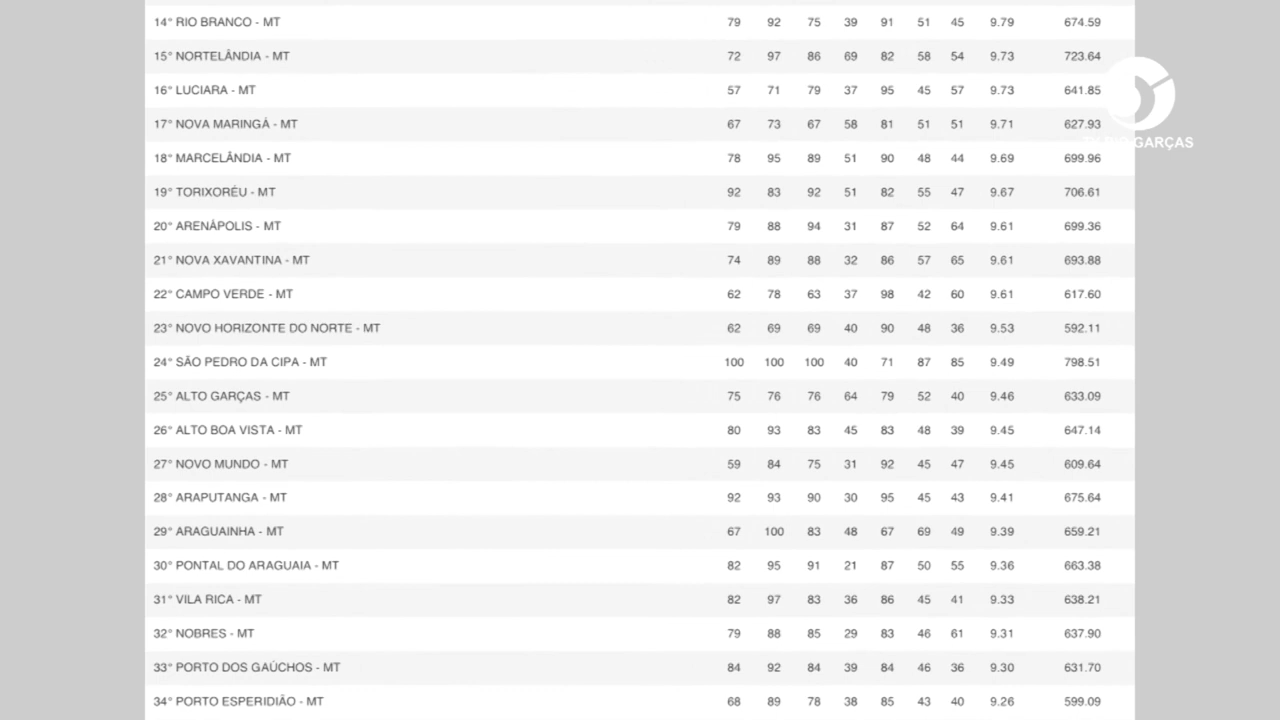 14° RIO BRANCO - MT 79 92 75 39 91 51 45 9.79 674.59
15° NORTELÂNDIA - MT 72 97 86 69 82 58 54 9.73 723.64
16° LUCIARA - MT 57 71 79 37 95 45 57 9.73 641.85
17° NOVA MARINGÁ - MT 67 73 67 58 81 51 51 9.71 627.93
GARÇAS
18° MARCELÂNDIA - MT 78 95 89 51 90 48 44 9.69 699.96
19° TORIXORÉU - MT 92 83 92 51 82 55 47 9.67 706.61
20° ARENÁPOLIS - MT 79 88 94 31 87 52 64 9.61 699.36
21° NOVA XAVANTINA - MT 74 89 88 32 86 57 65 9.61 693.88
22° CAMPO VERDE - MT 62 78 63 37 98 42 60 9.61 617.60
23° NOVO HORIZONTE DO NORTE - MT 62 69 69 40 90 48 36 9.53 592.11
24° SÃO PEDRO DA CIPA - MT 100 100 100 40 71 87 85 9.49 798.51
25° ALTO GARÇAS - MT 75 76 76 64 79 52 40 9.46 633.09
26° ALTO BOA VISTA - MT 80 93 83 45 83 48 39 9.45 647.14
27° NOVO MUNDO - MT 59 84 75 31 92 45 47 9.45 609.64
28° ARAPUTANGA - MT 92 93 90 30 95 45 43 9.41 675.64
29° ARAGUAINHA - MT 67 100 83 48 67 69 49 9.39 659.21
30° PONTAL DO ARAGUAIA - MT 82 95 91 21 87 50 55 9.36 663.38
31° VILA RICA - MT 82 97 83 36 86 45 41 9.33 638.21
32° NOBRES - MT 79 88 85 29 83 46 61 9.31 637.90
33° PORTO DOS GAÚCHOS - MT 84 92 84 39 84 46 36 9.30 631.70
34° PORTO ESPERIDIÃO - MT 68 89 78 38 85 43 40 9.26 599.09